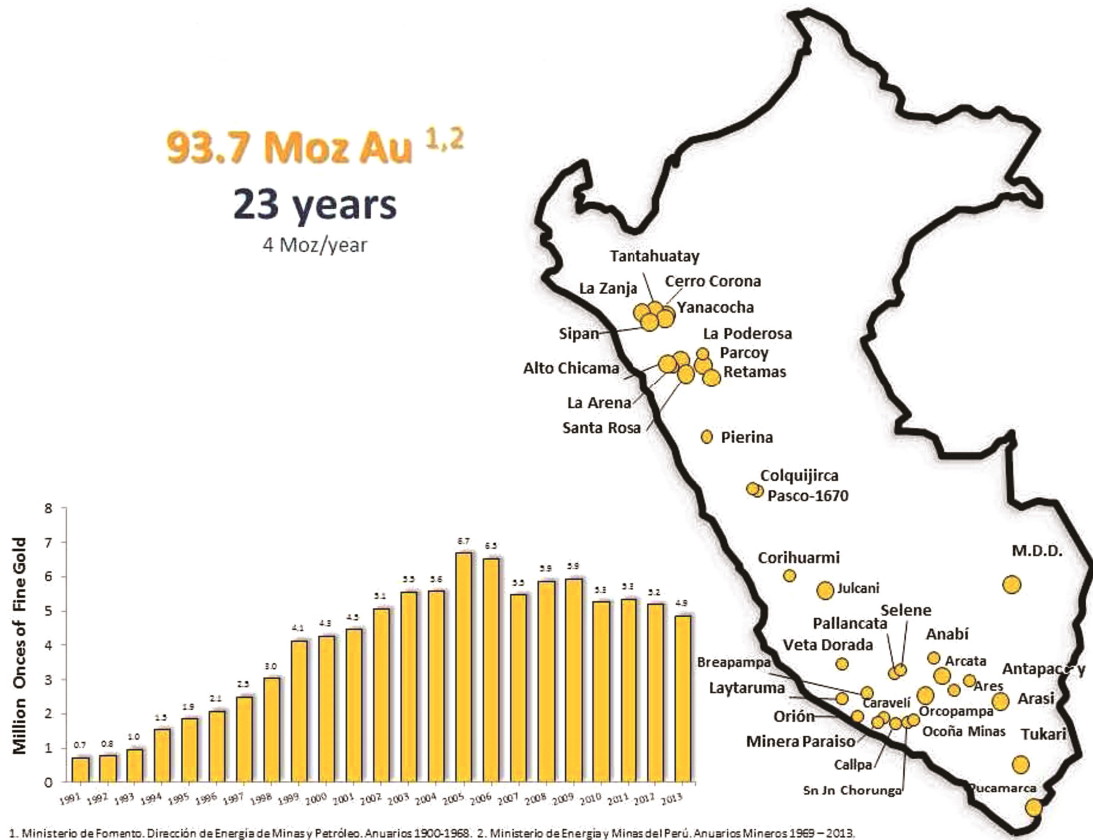 93.7 Moz Au 1,2
23 years
4 Moz/year
Tantahuatay
Cerro Corona
La Zanja
Yanacocha
Sipan
La Poderosa
Parcoy
Alto Chicama
Retamas
La Arena
Santa Rosa
Pierina
Colquijirca
Pasco-1670
Corihuarmi
M.D.D.
Julcani
Selene
Pallancata
Anabí
Veta Dorada
Breapampa
Arcata
Antapaccay
Laytaruma
Ares
Caravelí
Arasi
Orión
Orcopampa
Ocoña Minas
Tukari
Minera Paraiso
Callpa
Sn Jn Chorunga
Pucamarca
Million Onces of Fine Gold
8
7
6
5
4
3
2
1
0
0.7
0.8
1.0
1.5
1.9
2.1
2.5
3.0
4.1
4.3
4.5
5.1
5.5
5.6
6.7
6.5
5.5
5.9
5.9
5.3
5.3
5.2
4.9
1991 1992 1993 1994 1995 1996 1997 1998 1999 2000 2001 2002 2003 2004 2005 2006 2007 2008 2009 2010 2011 2012 2013
1. Ministerio de Fomento. Dirección de Energía de Minas y Petróleo. Anuarios 1900-1968. 2. Ministerio de Energia y Minas del Perú. Anuarios Mineros 1969 – 2013.